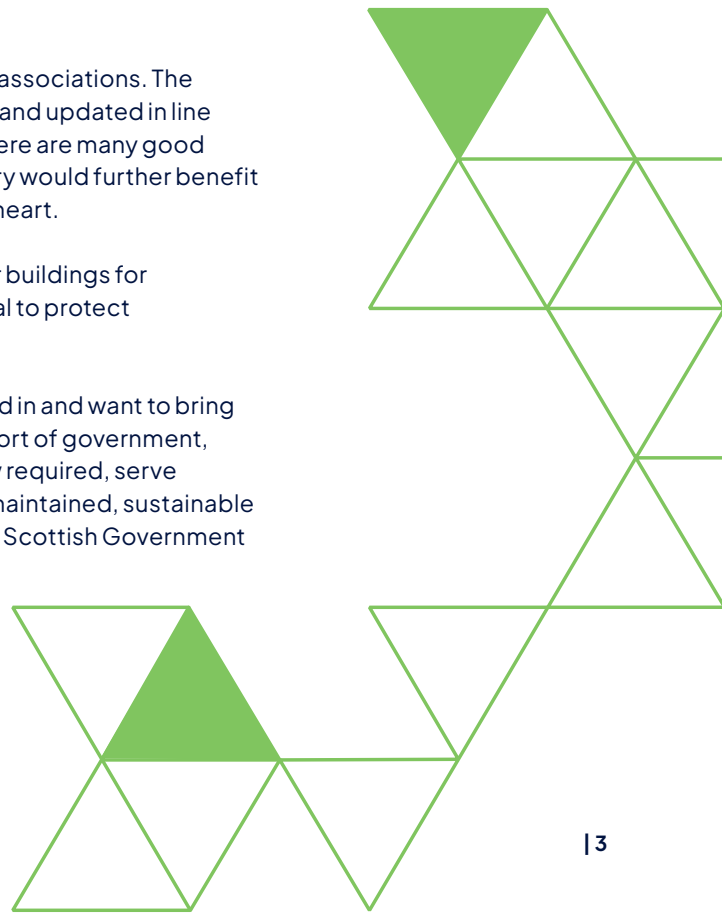 associations. The
and updated in line
ere are many good
ry would further benefit
heart.
r buildings for
al to protect
d in and want to bring
ort of government,
required, serve
maintained, sustainable
Scottish Government
| 3